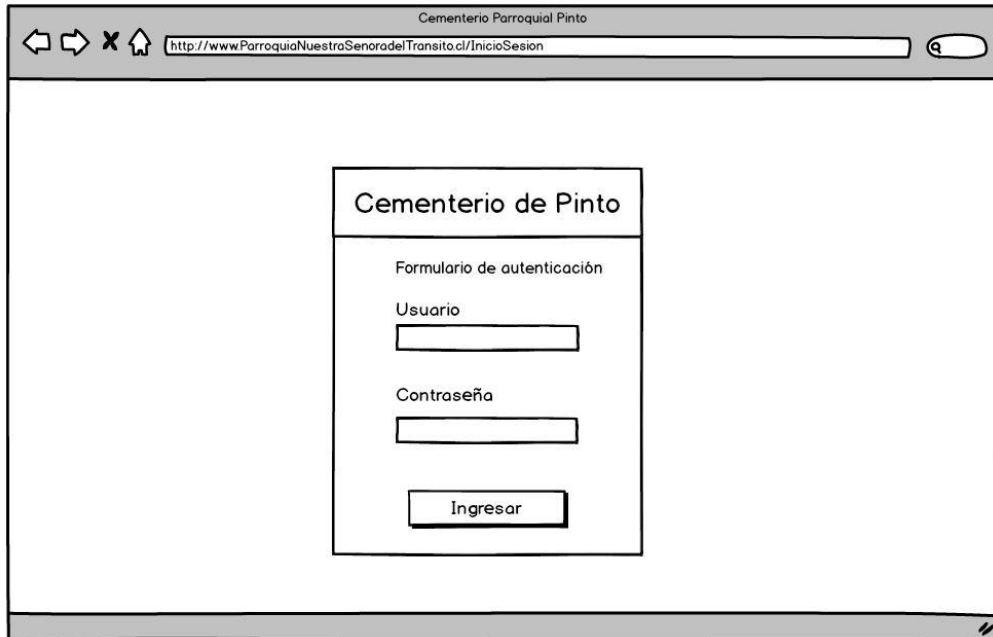 Cementerio Parroquial Pinto
http://www.ParroquiaNuestraSenoradelTransito.cl/InicioSesion
Cementerio de Pinto
Formulario de autenticación
Usuario
Contraseña
Ingresar